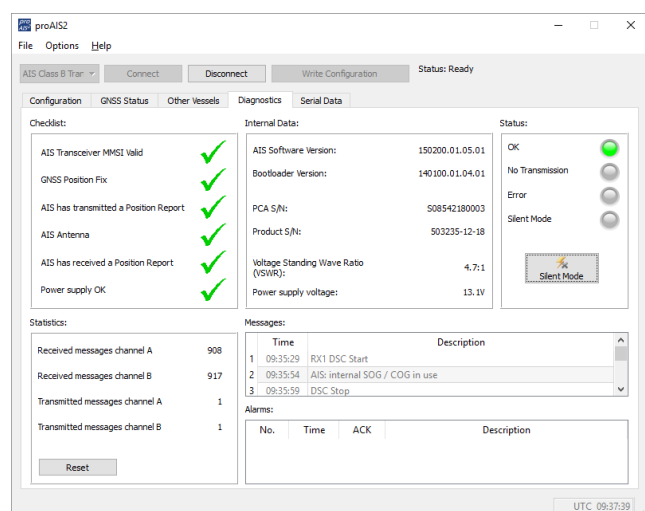 pro AIS² proAIS2
File Options Help
AIS Class B Tran Connect Disconnect Write Configuration Status: Ready
Configuration GNSS Status Other Vessels Diagnostics Serial Data
Checklist:
AIS Transceiver MMSI Valid
GNSS Position Fix
AIS has transmitted a Position Report
AIS Antenna
AIS has received a Position Report
Power supply OK
Internal Data:
AIS Software Version: 150200.01.05.01
Bootloader Version: 140100.01.04.01
PCA S/N: S08542180003
Product S/N: 503235-12-18
Voltage Standing Wave Ratio
(VSWR): 4.7:1
Power supply voltage: 13.1V
Status:
OK
No Transmission
Error
Silent Mode
Silent Mode
Statistics:
Received messages channel A 908
Received messages channel B 917
Transmitted messages channel A 1
Transmitted messages channel B 1
Reset
Messages:
Time Description
1 09:35:29 RX1 DSC Start
2 09:35:54 AIS: internal SOG / COG in use
3 09:35:59 DSC Stop
Alarms:
No. Time ACK Description
UTC 09:37:39